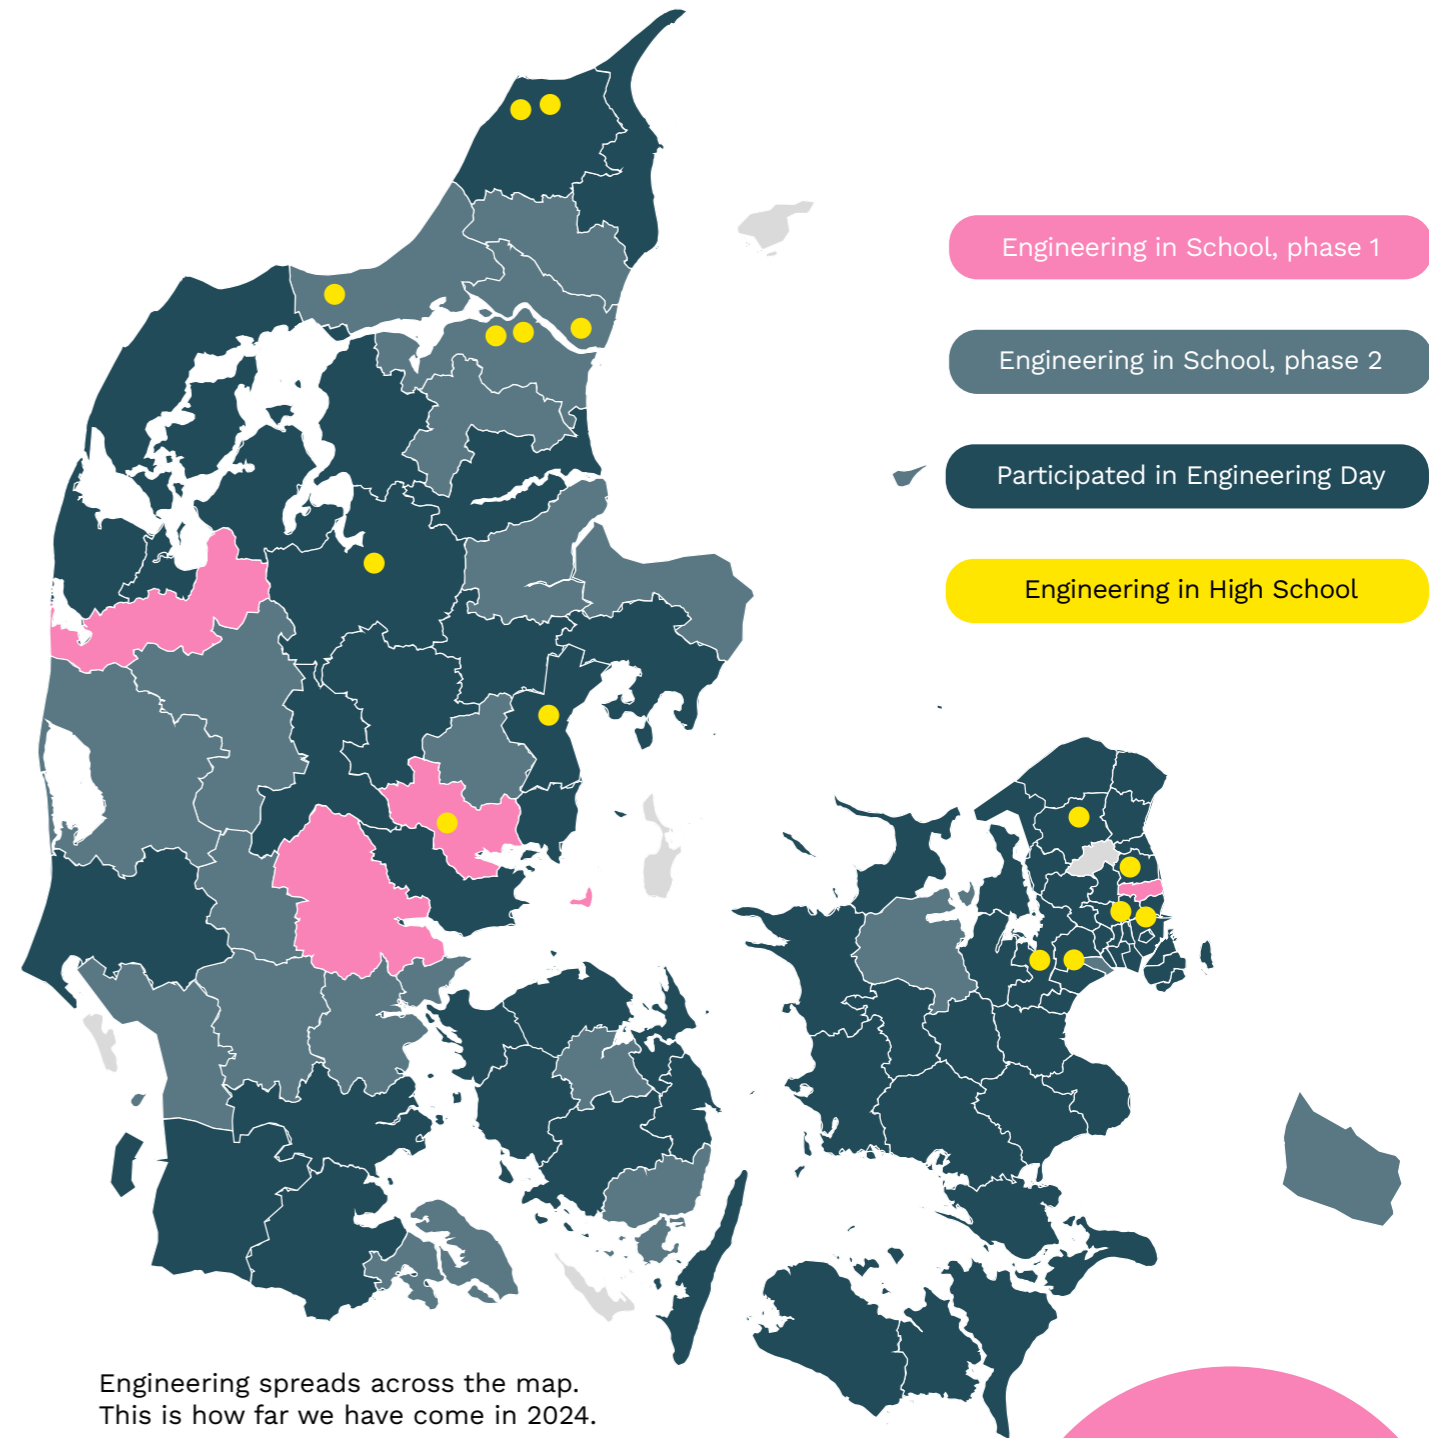 Engineering in School, phase 1
Engineering in School, phase 2
Participated in Engineering Day
Engineering in High School
Engineering spreads across the map.
This is how far we have come in 2024.